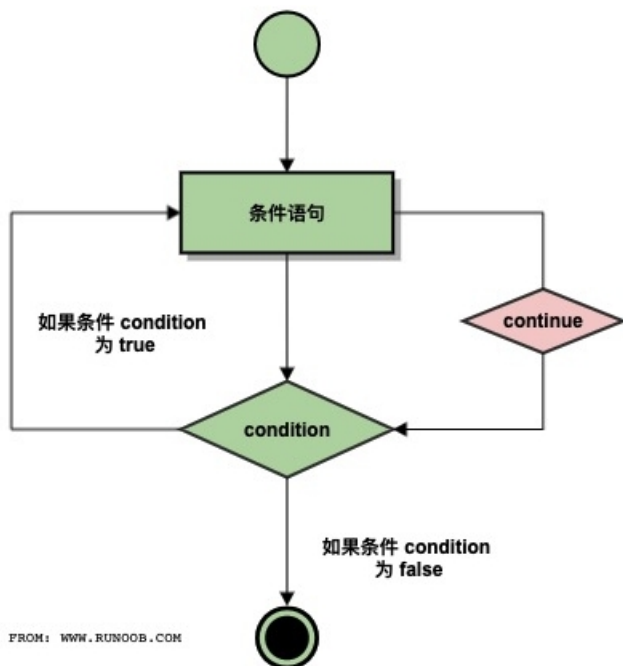 条件语句
如果条件 condition
为 true
continue
condition
如果条件 condition
为 false
FROM: WWW.RUNOOB.COM